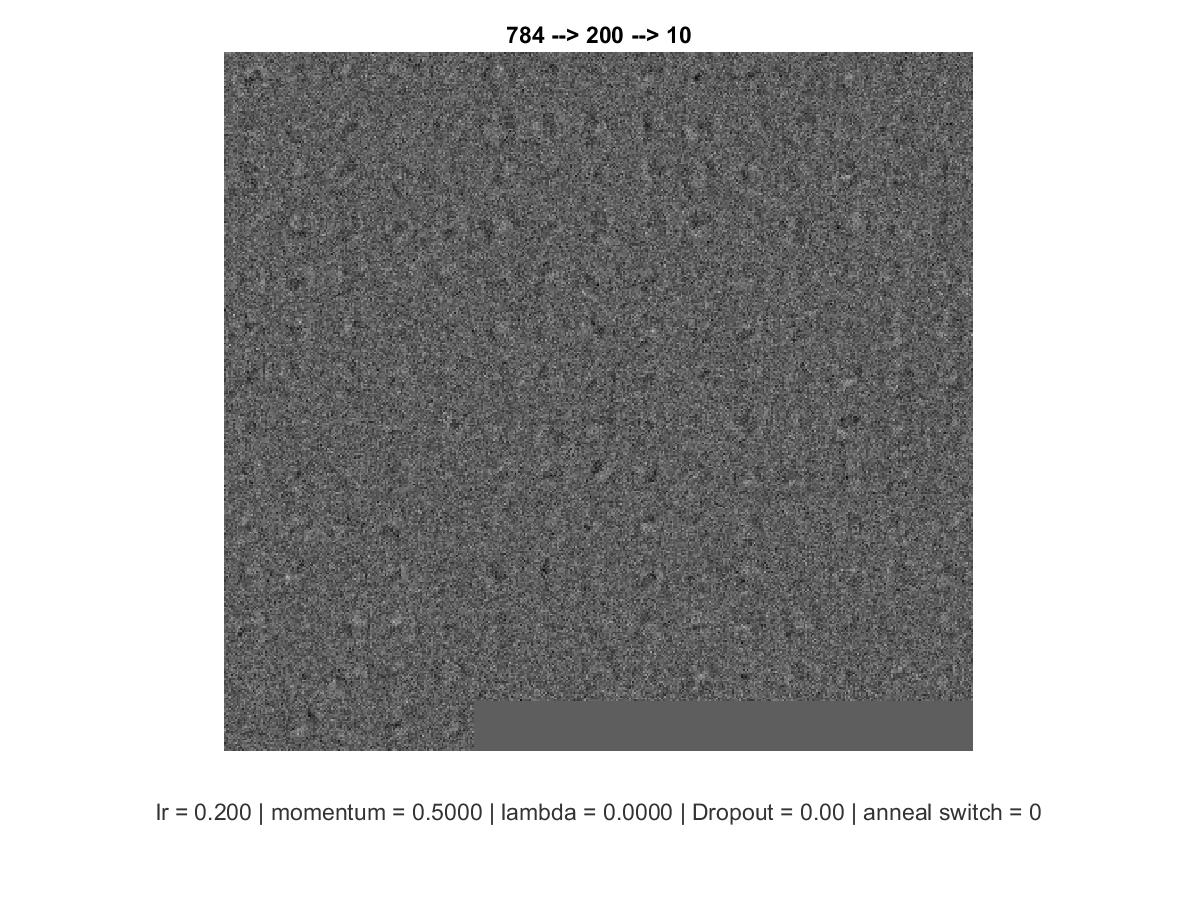 784 --> 200 --> 10
lr = 0.200 | momentum = 0.5000 | lambda = 0.0000 | Dropout = 0.00 | anneal switch = 0